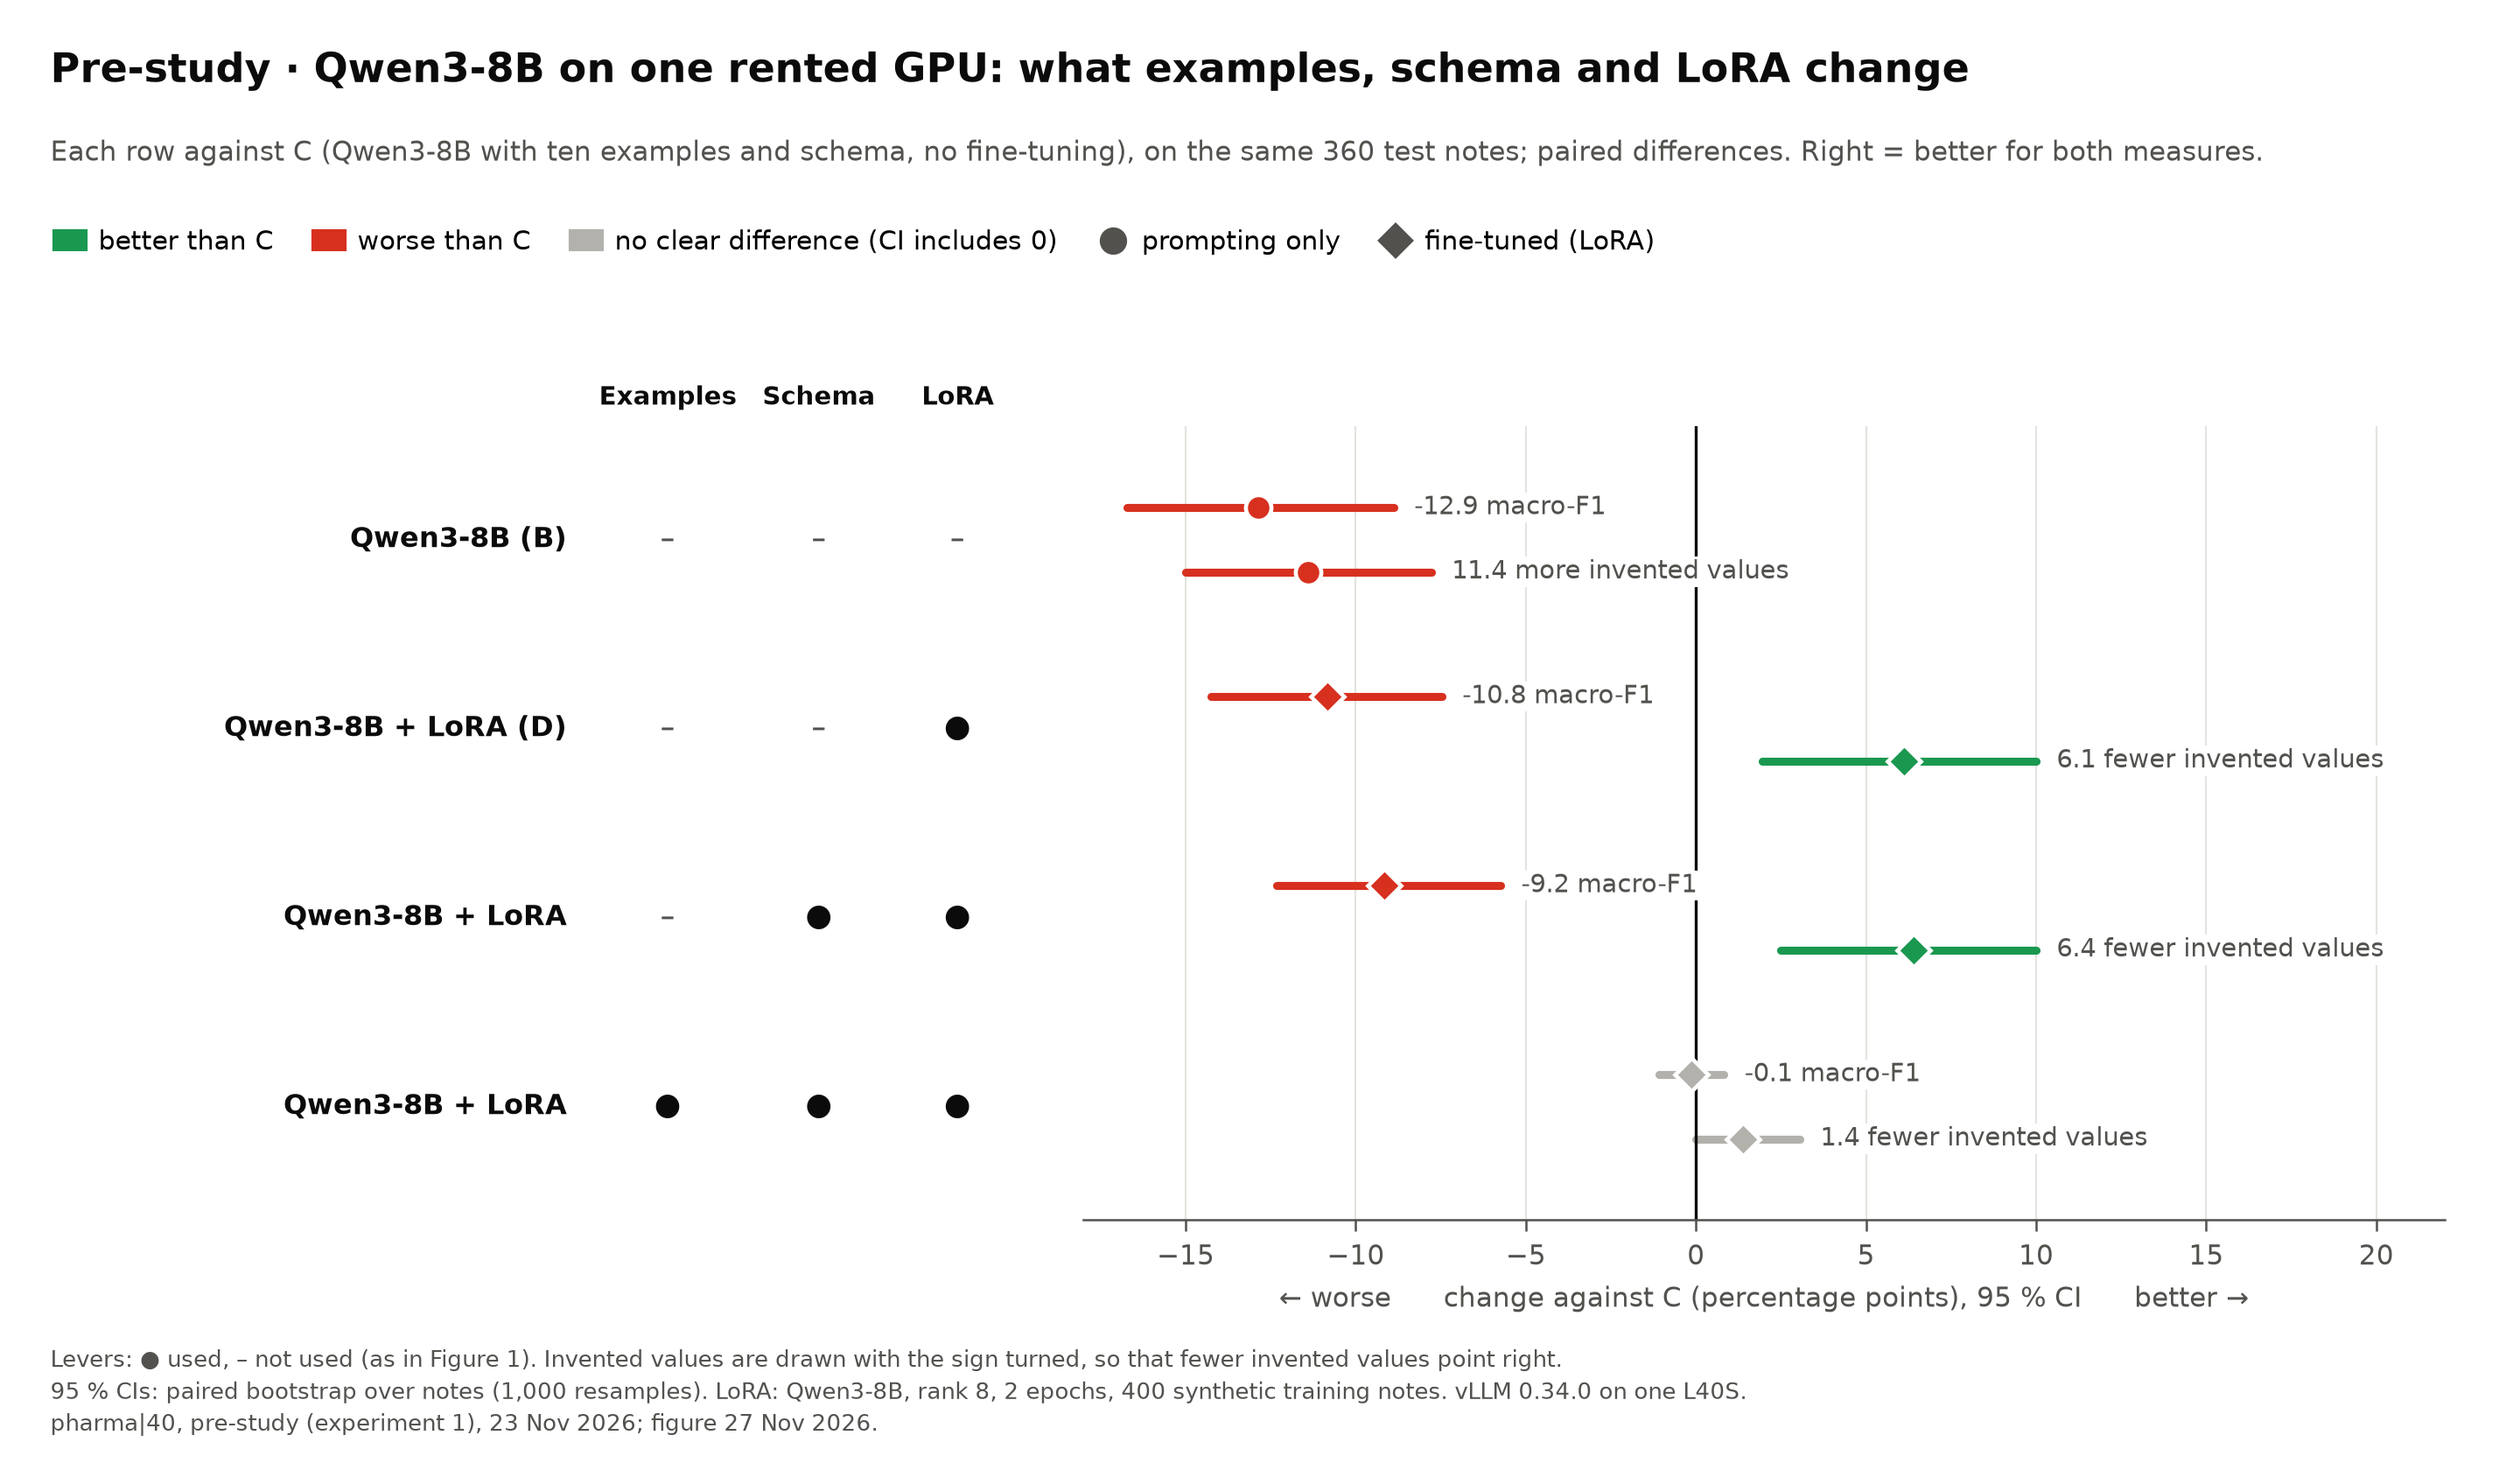 Pre-study · Qwen3-8B on one rented GPU: what examples, schema and LoRA change
Each row against C (Qwen3-8B with ten examples and schema, no fine-tuning), on the same 360 test notes; paired differences. Right = better for both measures.
better than C worse than C no clear difference (CI includes 0) prompting only fine-tuned (LoRA)
Examples Schema LoRA
-12.9 macro-F1
Qwen3-8B (B) – – –
11.4 more invented values
-10.8 macro-F1
Qwen3-8B + LoRA (D) – – ●
6.1 fewer invented values
-9.2 macro-F1
Qwen3-8B + LoRA – ● ●
6.4 fewer invented values
-0.1 macro-F1
Qwen3-8B + LoRA ● ● ●
1.4 fewer invented values
−15 −10 −5 0 5 10 15 20
← worse change against C (percentage points), 95 % CI better →
Levers: ● used, – not used (as in Figure 1). Invented values are drawn with the sign turned, so that fewer invented values point right.
95 % CIs: paired bootstrap over notes (1,000 resamples). LoRA: Qwen3-8B, rank 8, 2 epochs, 400 synthetic training notes. vLLM 0.34.0 on one L40S.
pharma|40, pre-study (experiment 1), 23 Nov 2026; figure 27 Nov 2026.